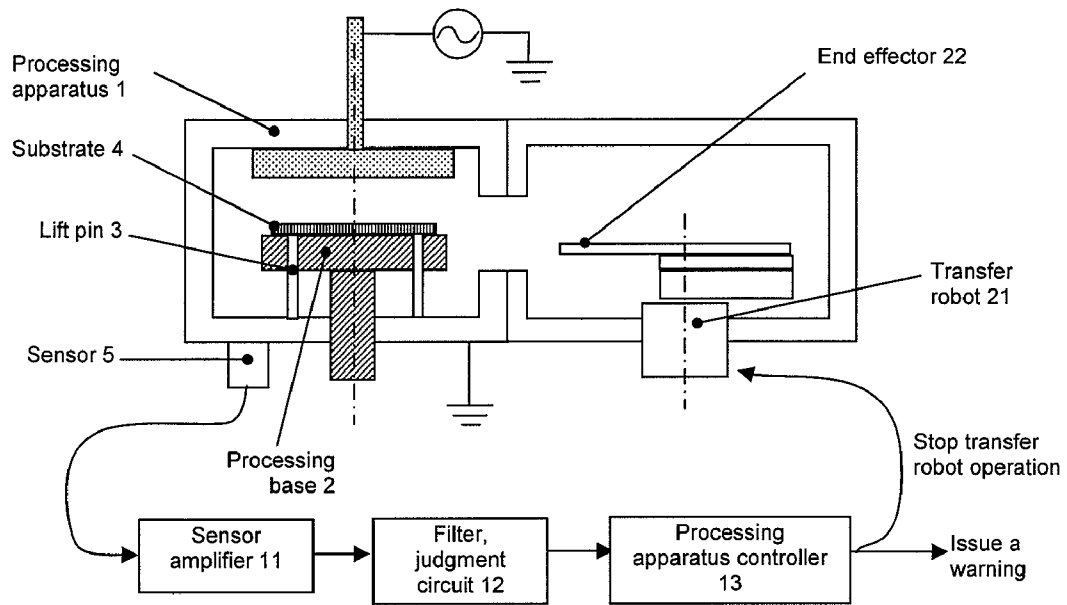 Processing
apparatus 1
End effector 22
Substrate 4
Lift pin 3
Transfer
robot 21
Sensor 5
Processing
base 2
Stop transfer
robot operation
Sensor
amplifier 11
Filter,
judgment
circuit 12
Processing
apparatus controller
13
Issue a
warning